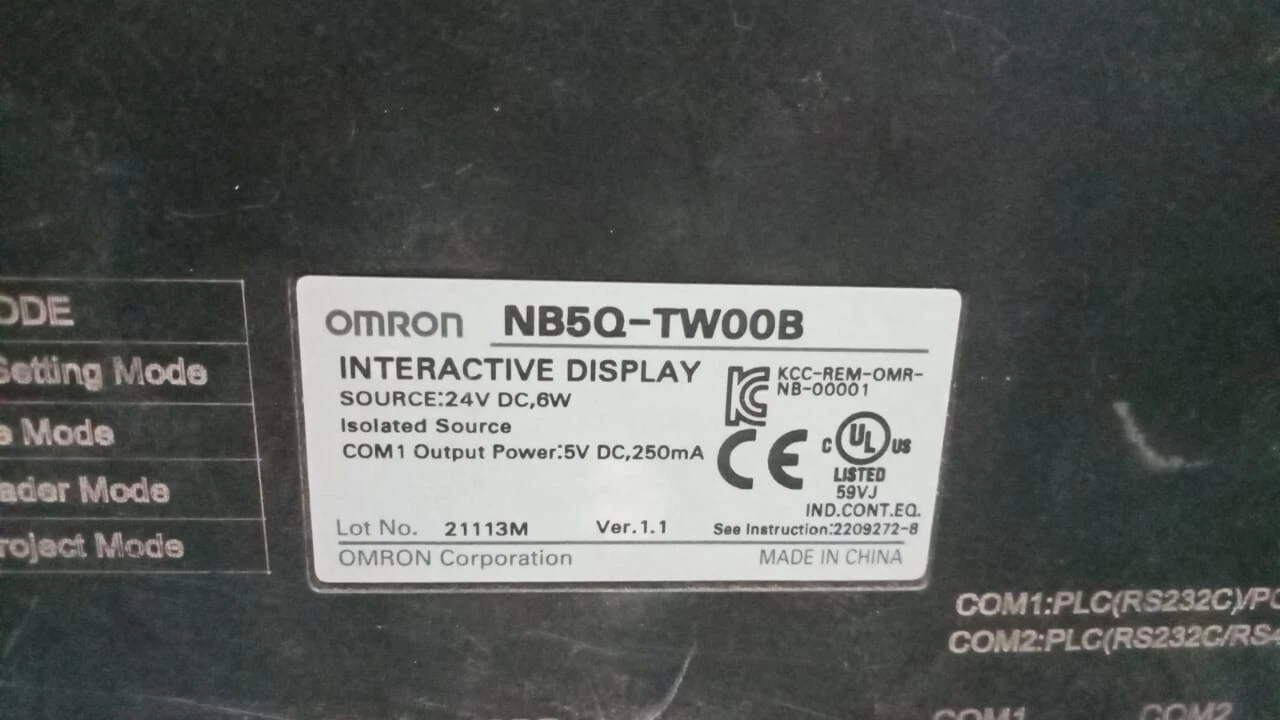 ODE
Setting Mode
Mode
ader Mode
roject Mode
OMRON NB5Q-TW00B
INTERACTIVE DISPLAY
SOURCE:24V DC,6W
Isolated Source
COM1 Output Power:5V DC,250mA
KCC-REM-OMR-
NB-00001
CE
C UL US
LISTED
59VJ
IND.CONT.EQ.
Lot No. 21113M Ver.1.1 See Instruction:2209272-8
OMRON Corporation MADE IN CHINA
COM1:PLC(RS232C)/PC
COM2:PLC(RS232C/RS4
COM1 COM2